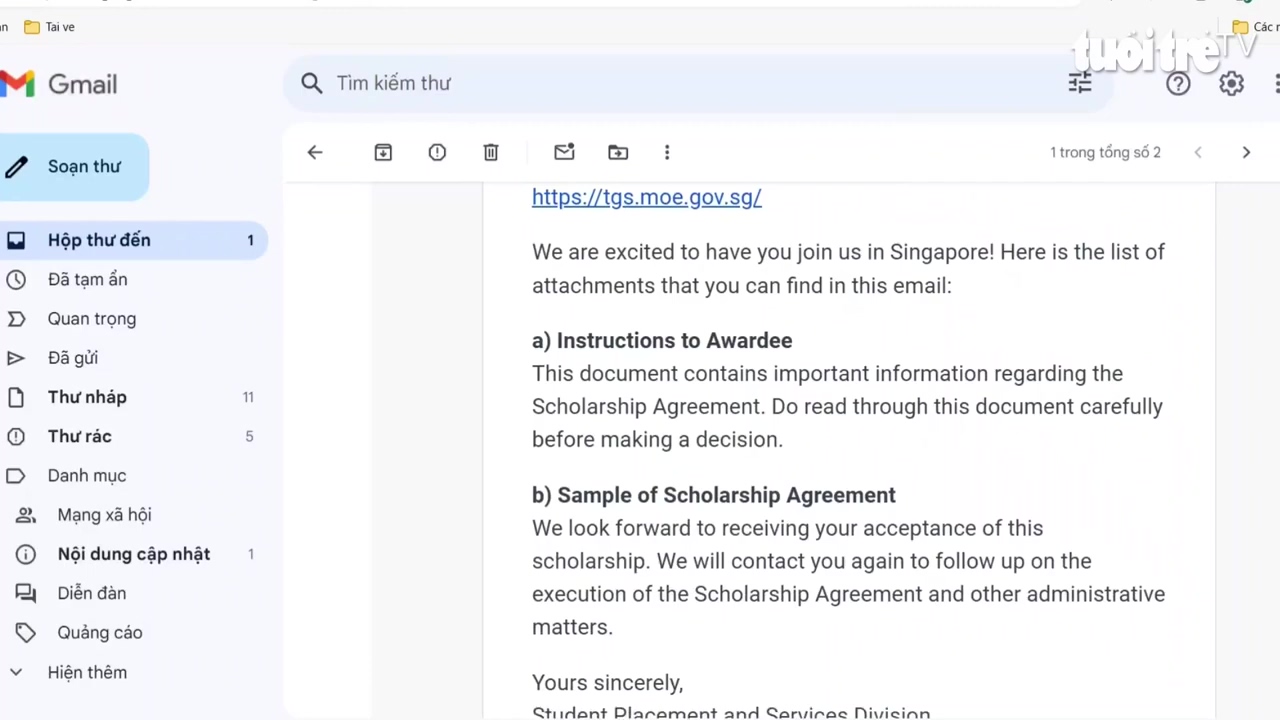 Tai ve
Các
tuổi trẻ TV
Gmail
Tìm kiếm thư
Soạn thư
1 trong tổng số 2
https://tgs.moe.gov.sg/
Hộp thư đến 1
Đã tạm ẩn
Quan trọng
Đã gửi
Thư nháp 11
Thư rác 5
Danh mục
Mạng xã hội
Nội dung cập nhật 1
Diễn đàn
Quảng cáo
Hiện thêm
We are excited to have you join us in Singapore! Here is the list of
attachments that you can find in this email:
a) Instructions to Awardee
This document contains important information regarding the
Scholarship Agreement. Do read through this document carefully
before making a decision.
b) Sample of Scholarship Agreement
We look forward to receiving your acceptance of this
scholarship. We will contact you again to follow up on the
execution of the Scholarship Agreement and other administrative
matters.
Yours sincerely,
Student Placement and Services Division